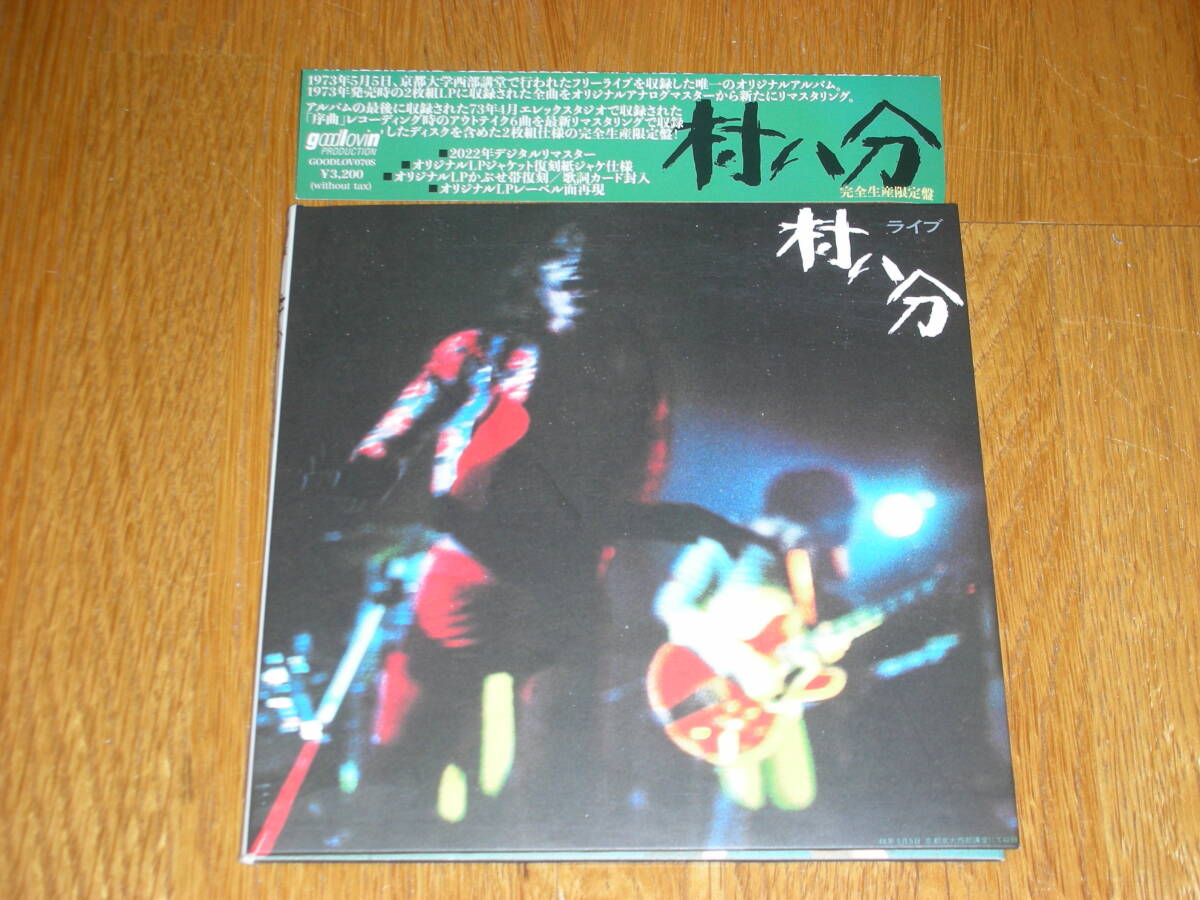 1973年5月5日、京都大学西部講堂で行われたフリーライブを収録した唯一のオリジナルアルバム。
1973年発売時の2枚組LPに収録された全曲をオリジナルアナログマスターから新たにリマスタリング。
アルバムの最後に収録された73年4月エレックスタジオで収録された
「序曲」レコーディング時のアウトテイク6曲を最新リマスタリングで収録
したディスクを含めた2枚組仕様の完全生産限定盤!
goodlovin
PRODUCTION
GOODLOV070S
¥3,200
(without tax)
■2022年デジタルリマスター
■オリジナルLPジャケット復刻紙ジャケ仕様
■オリジナルLPかぶせ帯復刻/歌詞カード封入
■オリジナルLPレーベル面再現
村八分
完全生産限定盤
ライブ
村八分